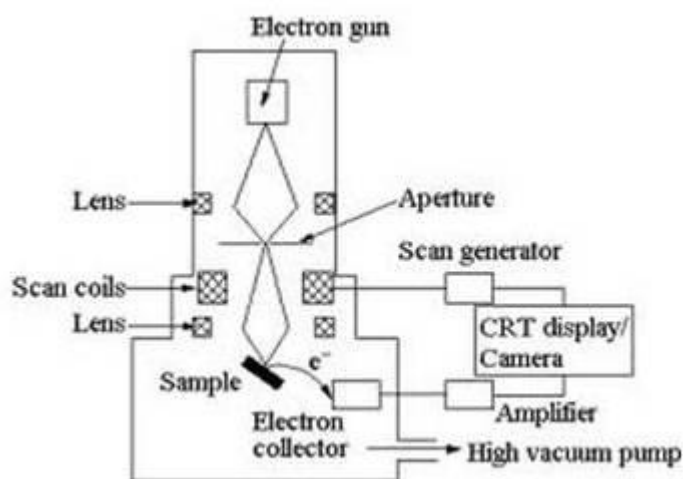 Electron gun
Lens
Aperture
Scan generator
Scan coils
Lens
CRT display/
Camera
e⁻
Sample
Electron
collector
Amplifier
High vacuum pump